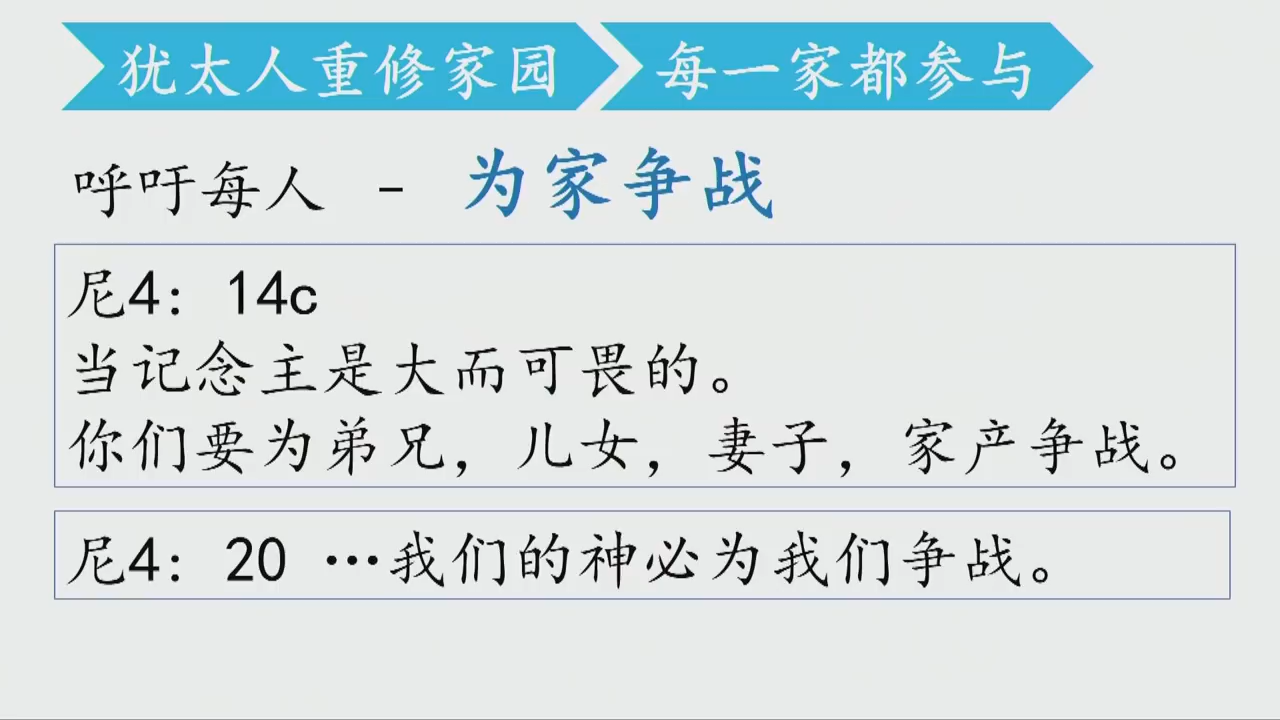 犹太人重修家园 每一家都参与
呼吁每人 - 为家争战
尼4：14c
当记念主是大而可畏的。
你们要为弟兄，儿女，妻子，家产争战。
尼4：20 …我们的神必为我们争战。